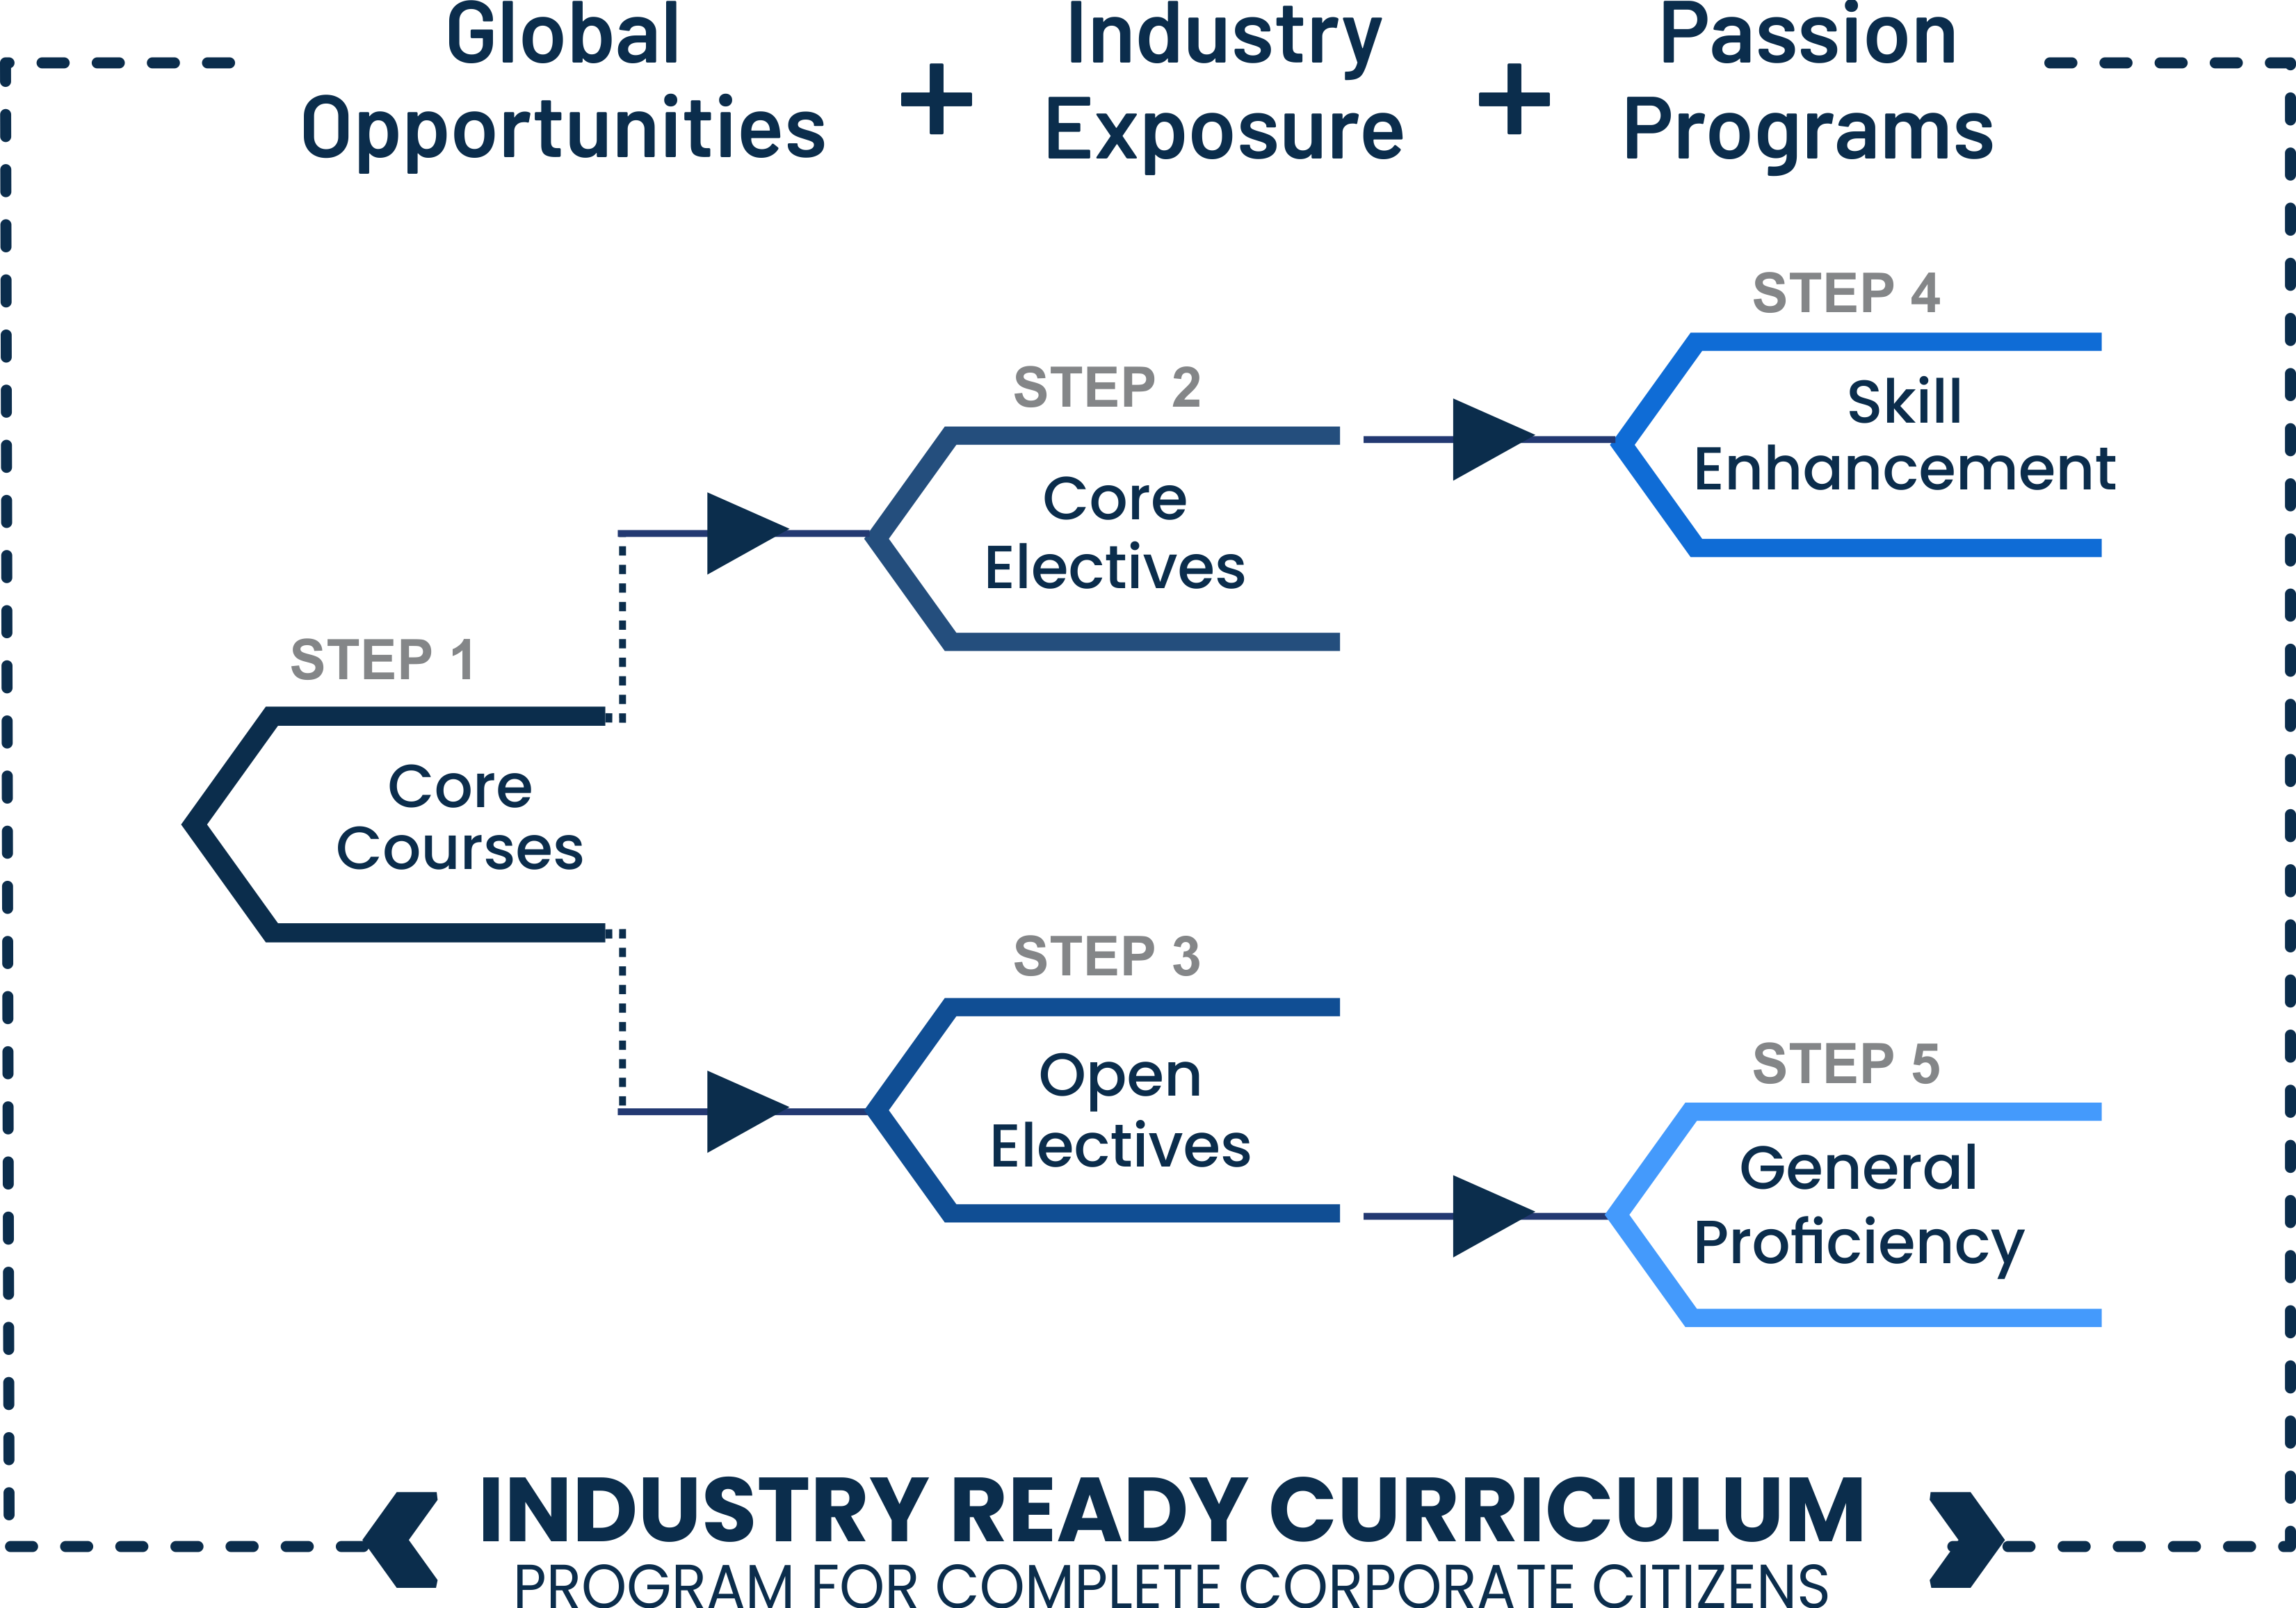 Global
Opportunities
+
Industry
Exposure
+
Passion
Programs
STEP 1
Core
Courses
STEP 2
Core
Electives
STEP 3
Open
Electives
STEP 4
Skill
Enhancement
STEP 5
General
Proficiency
INDUSTRY READY CURRICULUM
PROGRAM FOR COMPLETE CORPORATE CITIZENS